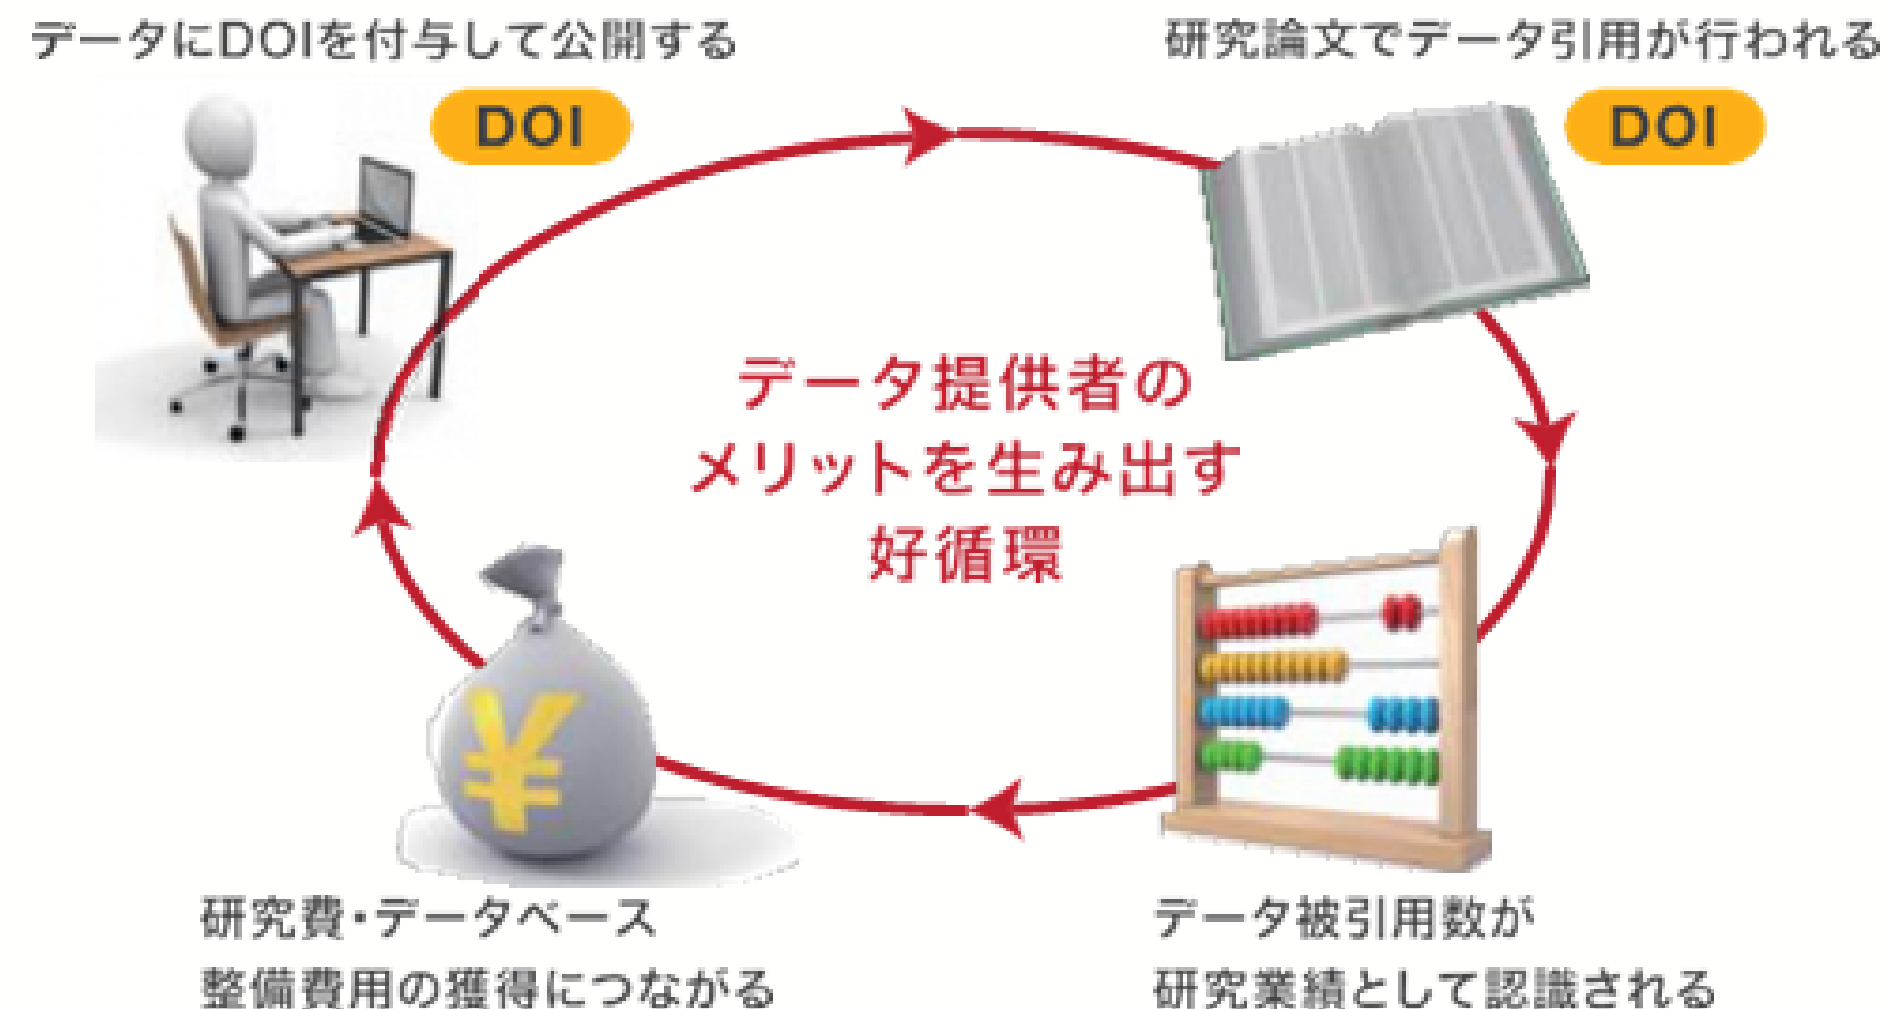 データにDOIを付与して公開する
DOI
研究論文でデータ引用が行われる
DOI
データ提供者の
メリットを生み出す
好循環
¥
研究費・データベース
整備費用の獲得につながる
データ被引用数が
研究業績として認識される